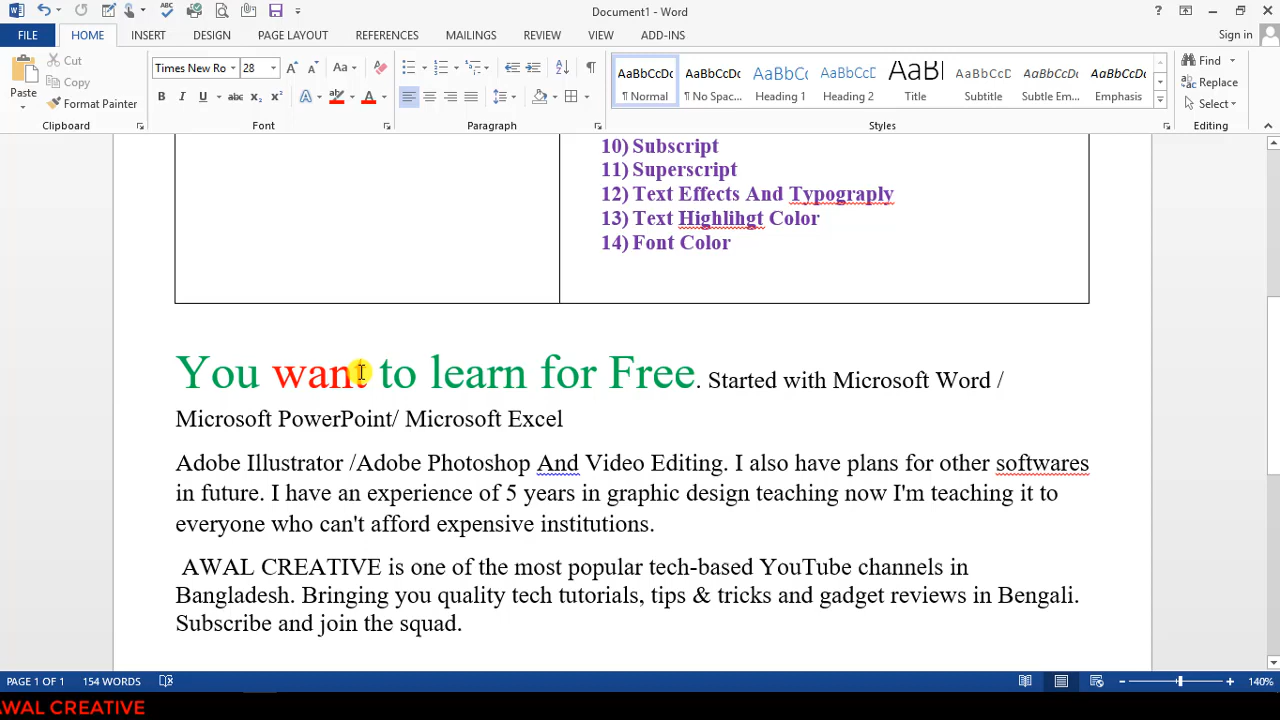 Document1 - Word
FILE HOME INSERT DESIGN PAGE LAYOUT REFERENCES MAILINGS REVIEW VIEW ADD-INS Sign in
Paste Cut Copy Format Painter
Times New Ro 28 Aa
AaBbCcDc AaBbCcDc AaBbCc AaBbCcD AaBl AaBbCcD AaBbCcDc AaBbCcDc
¶ Normal ¶ No Spac... Heading 1 Heading 2 Title Subtitle Subtle Em... Emphasis
Find Replace Select
Clipboard Font Paragraph Styles Editing
10) Subscript
11) Superscript
12) Text Effects And Typograply
13) Text Highlihgt Color
14) Font Color
You want to learn for Free. Started with Microsoft Word /
Microsoft PowerPoint/ Microsoft Excel
Adobe Illustrator /Adobe Photoshop And Video Editing. I also have plans for other softwares
in future. I have an experience of 5 years in graphic design teaching now I'm teaching it to
everyone who can't afford expensive institutions.
AWAL CREATIVE is one of the most popular tech-based YouTube channels in
Bangladesh. Bringing you quality tech tutorials, tips & tricks and gadget reviews in Bengali.
Subscribe and join the squad.
PAGE 1 OF 1 154 WORDS 140%
AWAL CREATIVE